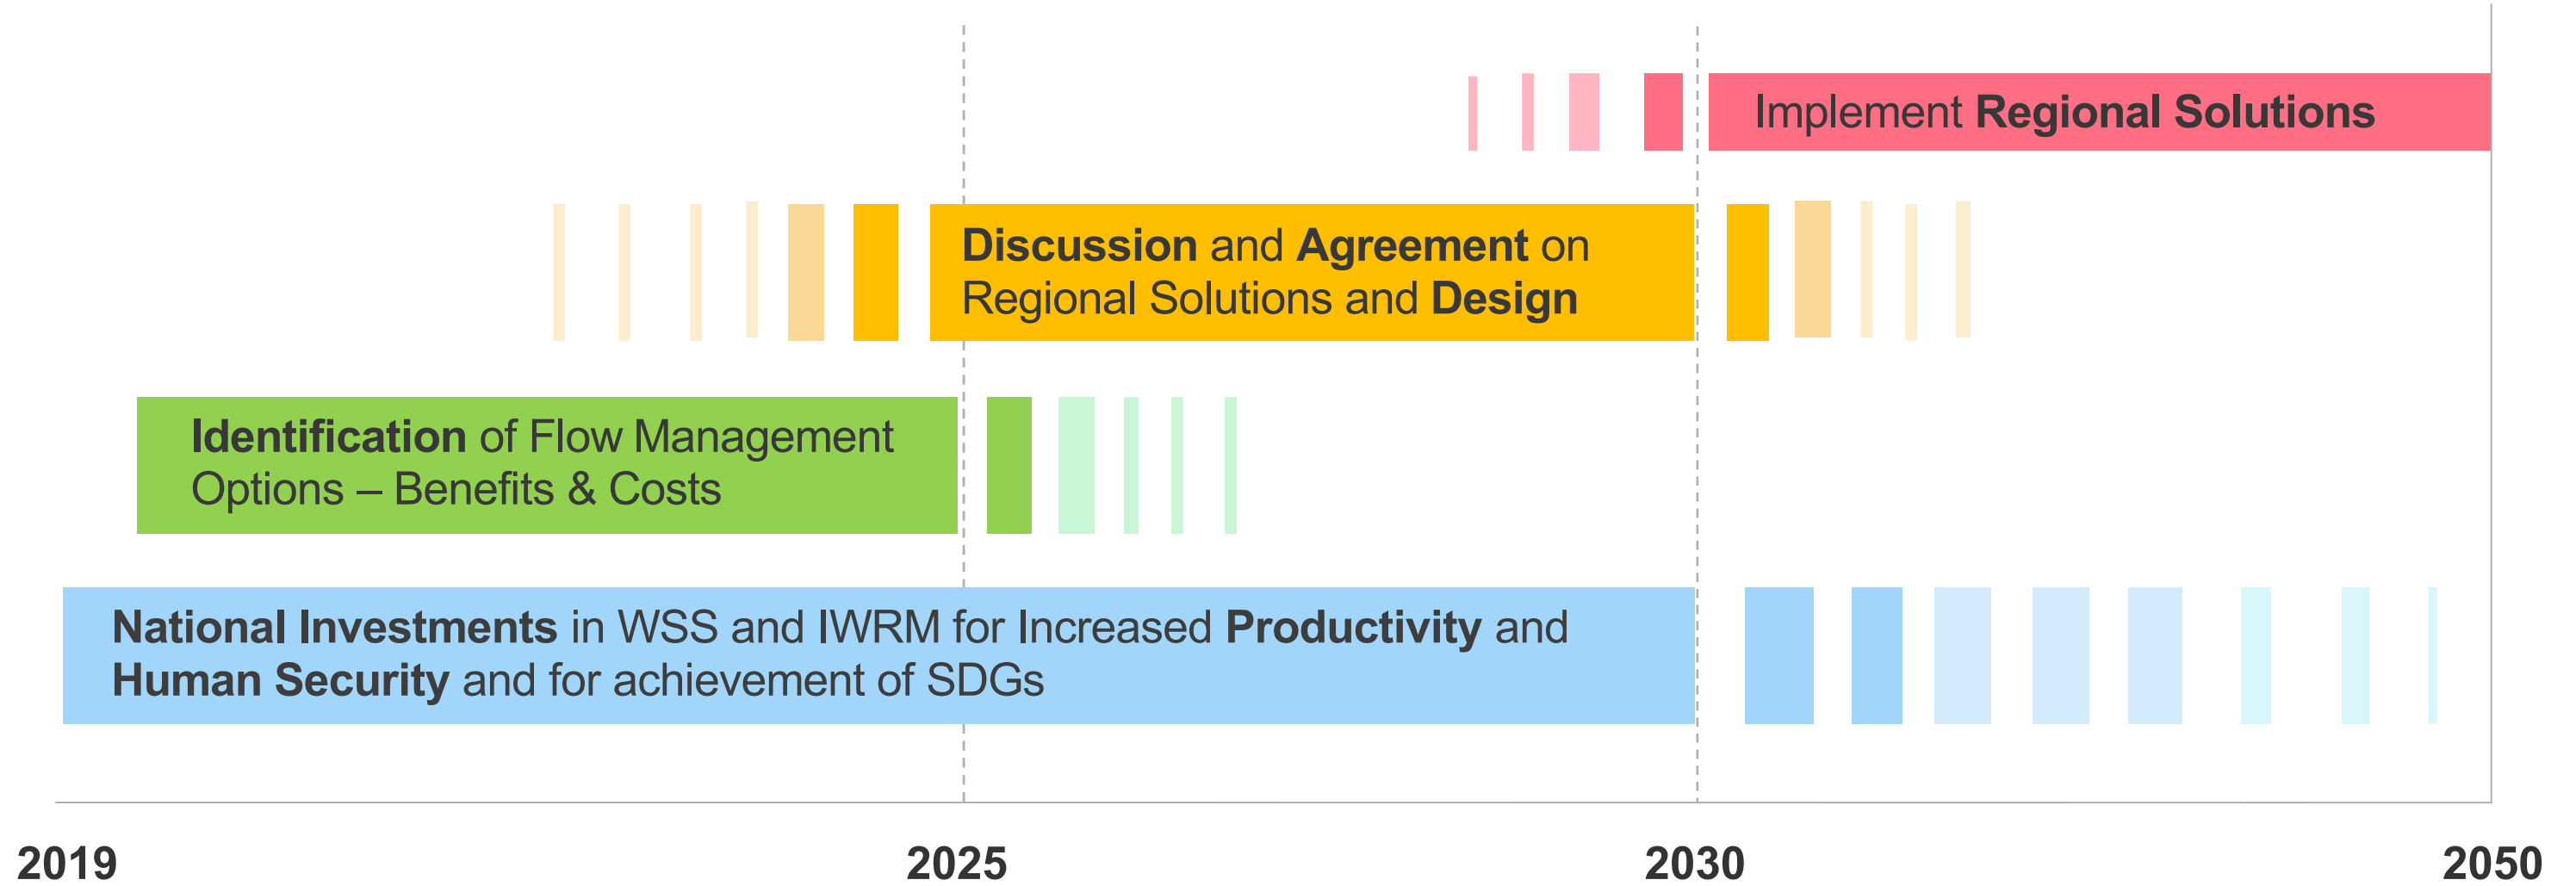 Implement Regional Solutions
Discussion and Agreement on
Regional Solutions and Design
Identification of Flow Management
Options – Benefits & Costs
National Investments in WSS and IWRM for Increased Productivity and
Human Security and for achievement of SDGs
2019 2025 2030 2050